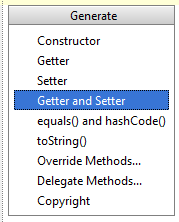 Generate
Constructor
Getter
Setter
Getter and Setter
equals() and hashCode()
toString()
Override Methods...
Delegate Methods...
Copyright